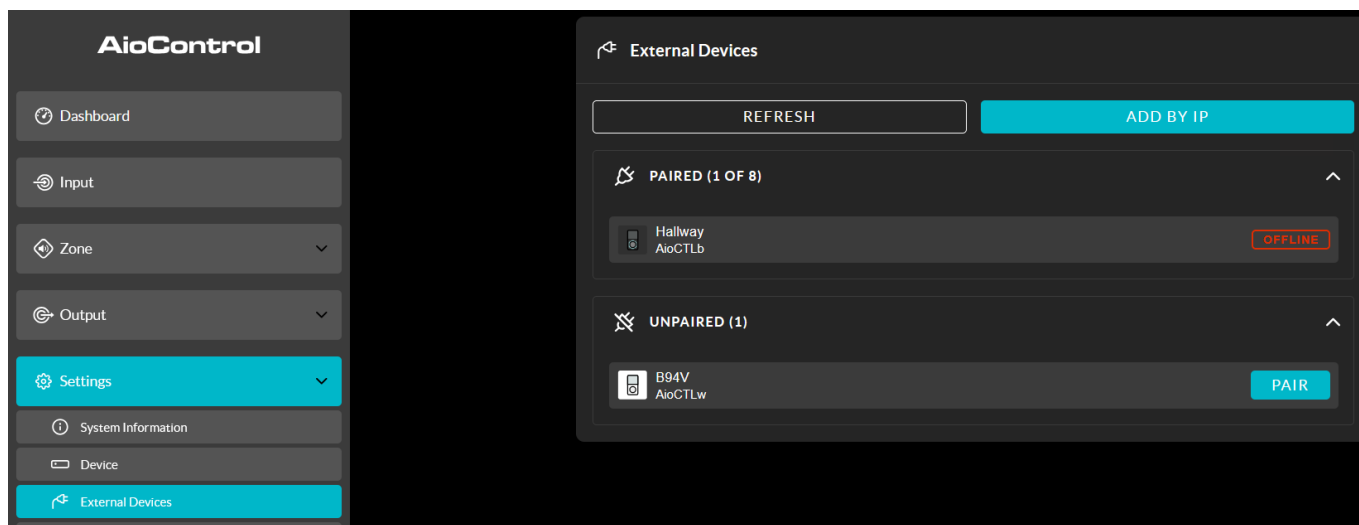 AioControl
Dashboard
Input
Zone
Output
Settings
System Information
Device
External Devices
External Devices
REFRESH
ADD BY IP
PAIRED (1 OF 8)
Hallway
AioCTLb
OFFLINE
UNPAIRED (1)
B94V
AioCTLw
PAIR